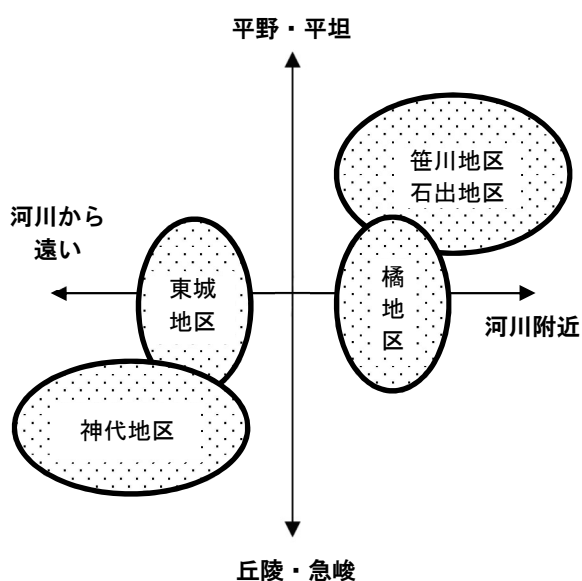 平野・平坦
笹川地区
石出地区
河川から
遠い
東城
地区
橘
地
区
河川附近
神代地区
丘陵・急峻